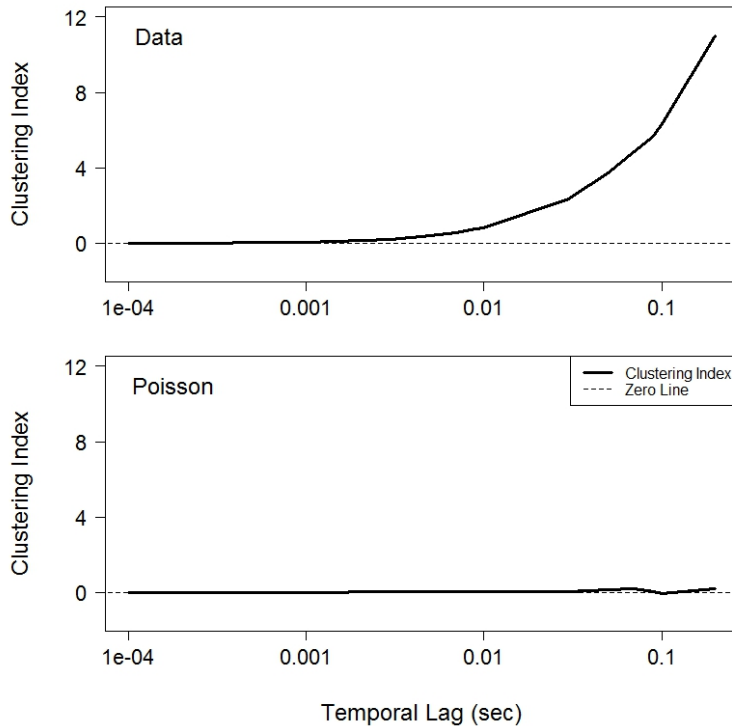 Data
Clustering Index
12
8
4
0
1e-04 0.001 0.01 0.1
Poisson
Clustering Index
Zero Line
Clustering Index
12
8
4
0
1e-04 0.001 0.01 0.1
Temporal Lag (sec)